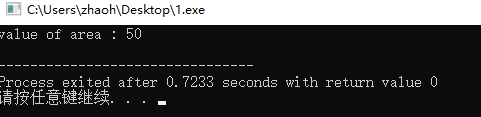 C:\Users\zhaoh\Desktop\1.exe
value of area : 50
--------------------------------
Process exited after 0.7233 seconds with return value 0
请按任意键继续. . .